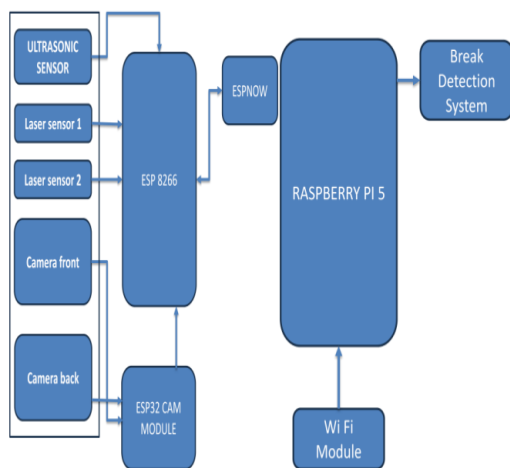 ULTRASONIC
SENSOR
Laser sensor 1
Laser sensor 2
Camera front
Camera back
ESP 8266
ESP32 CAM
MODULE
ESPNOW
RASPBERRY PI 5
Wi Fi
Module
Break
Detection
System